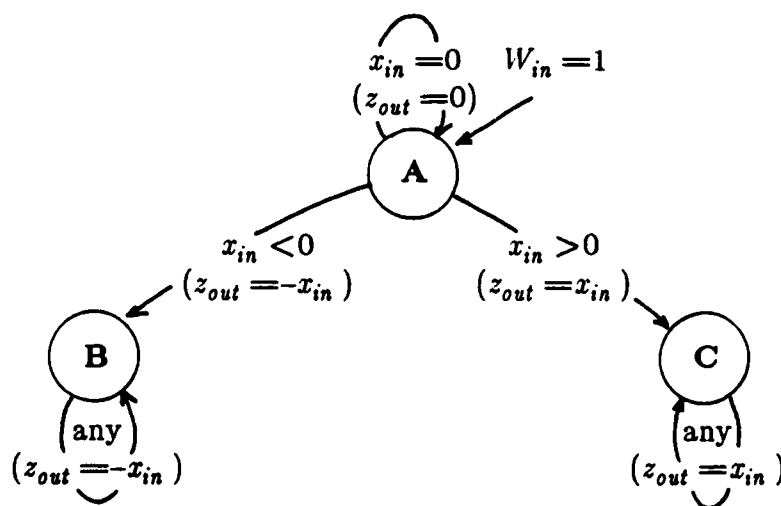 x_in =0 W_in =1
(z_out =0)
A
x_in <0 x_in >0
(z_out =-x_in ) (z_out =x_in )
B C
any any
(z_out =-x_in ) (z_out =x_in )